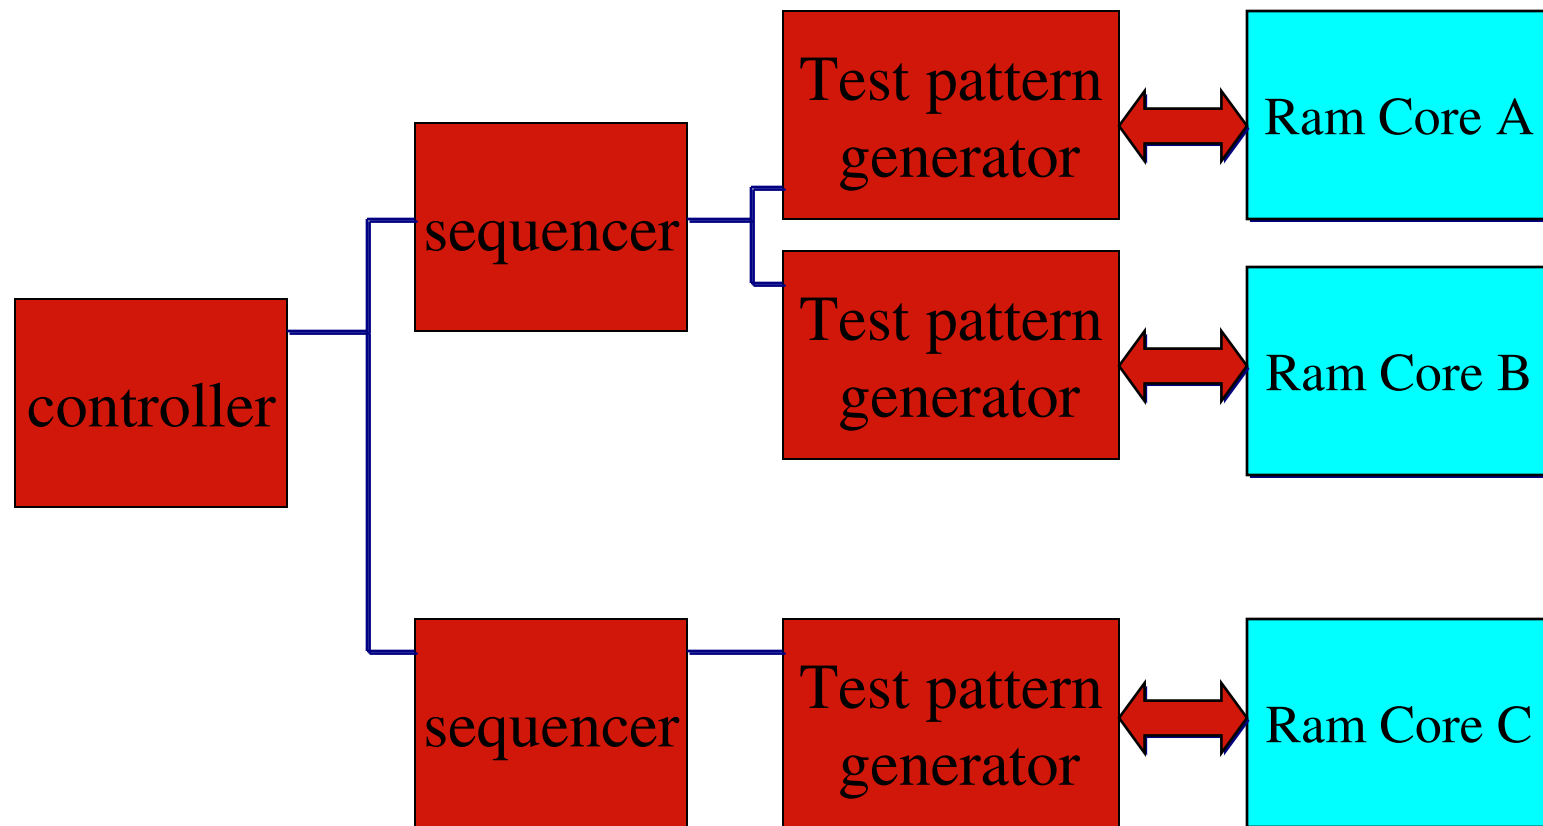 Test pattern
generator
Ram Core A
sequencer
Test pattern
generator
Ram Core B
controller
sequencer
Test pattern
generator
Ram Core C